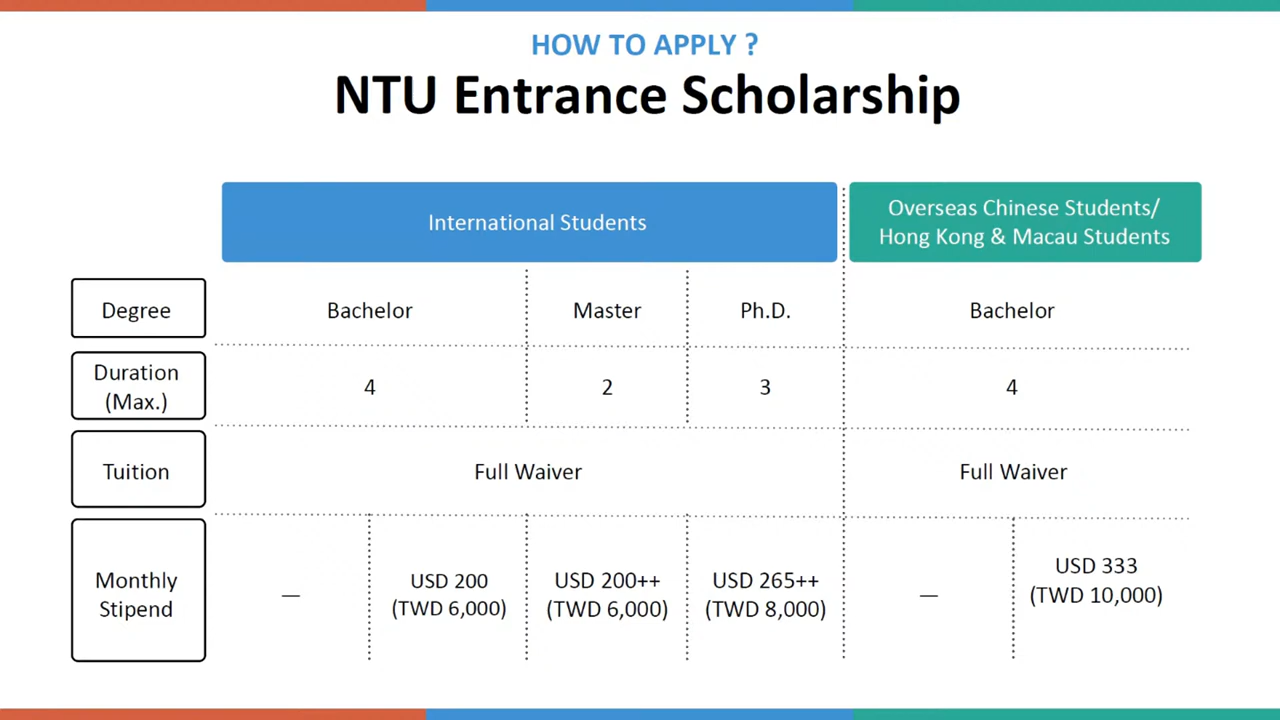 HOW TO APPLY ?
NTU Entrance Scholarship
International Students
Overseas Chinese Students/
Hong Kong & Macau Students
Degree
Bachelor
Master
Ph.D.
Bachelor
Duration
(Max.)
4
2
3
4
Tuition
Full Waiver
Full Waiver
Monthly
Stipend
—
USD 200
(TWD 6,000)
USD 200++
(TWD 6,000)
USD 265++
(TWD 8,000)
—
USD 333
(TWD 10,000)